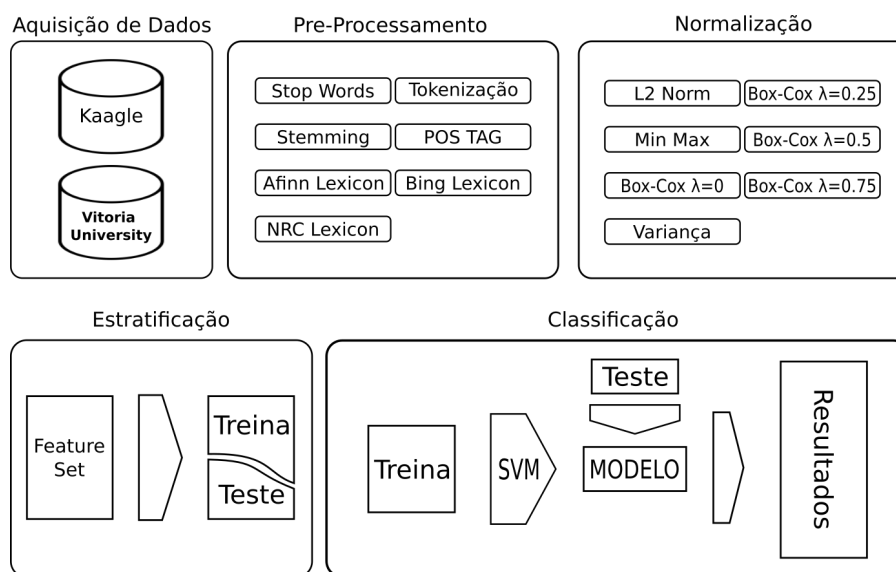 Aquisição de Dados
Kaagle
Vitoria
University
Pre-Processamento
Stop Words
Tokenização
Stemming
POS TAG
Afinn Lexicon
Bing Lexicon
NRC Lexicon
Normalização
L2 Norm
Box-Cox λ=0.25
Min Max
Box-Cox λ=0.5
Box-Cox λ=0
Box-Cox λ=0.75
Variança
Estratificação
Feature
Set
Treina
Teste
Classificação
Treina
SVM
Teste
MODELO
Resultados